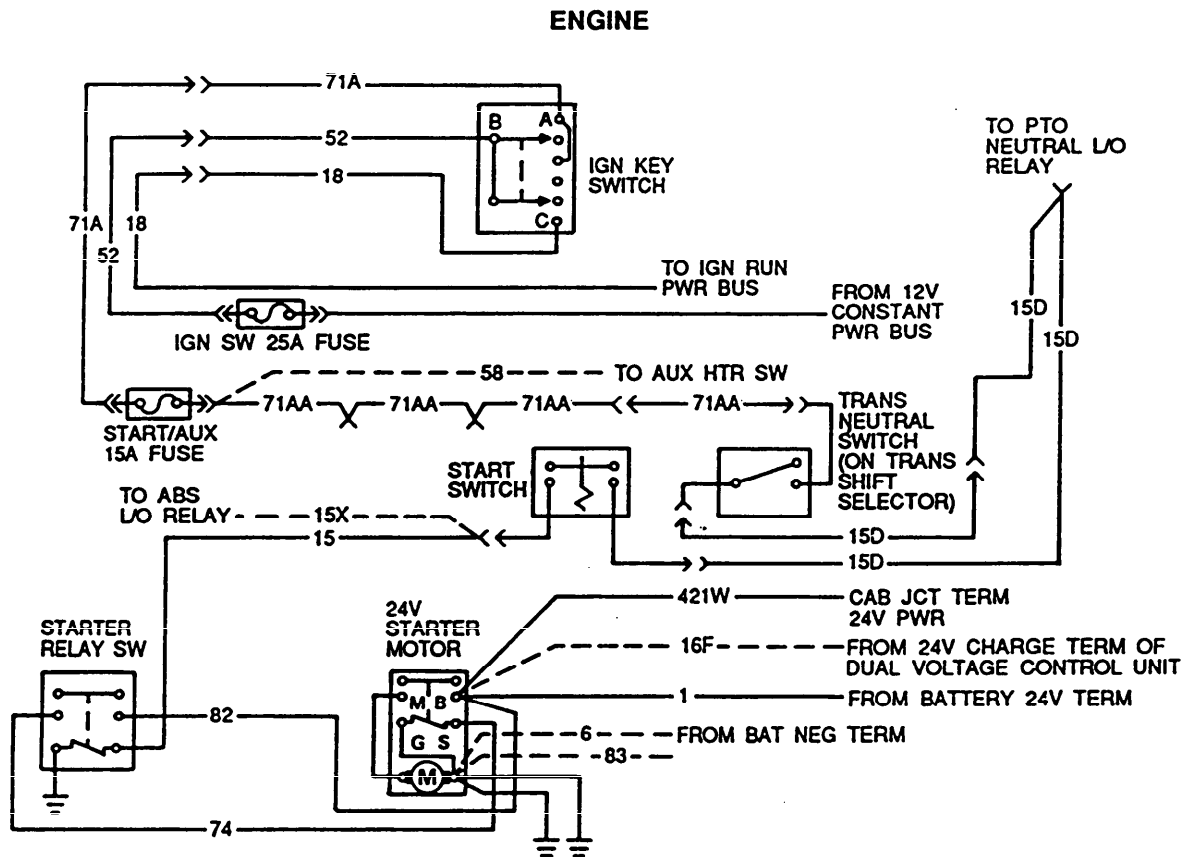 ENGINE
71A
B
A
52
IGN KEY
SWITCH
18
C
TO PTO
NEUTRAL L/O
RELAY
71A
18
52
TO IGN RUN
PWR BUS
FROM 12V
CONSTANT
PWR BUS
15D
15D
IGN SW 25A FUSE
58
TO AUX HTR SW
71AA
71AA
71AA
71AA
START/AUX
15A FUSE
TRANS
NEUTRAL
SWITCH
(ON TRANS
SHIFT
SELECTOR)
START
SWITCH
TO ABS
L/O RELAY
15X
15
15D
15D
421W
CAB JCT TERM
24V PWR
24V
STARTER
MOTOR
STARTER
RELAY SW
16F
FROM 24V CHARGE TERM OF
DUAL VOLTAGE CONTROL UNIT
M B
1
FROM BATTERY 24V TERM
82
G S
6
FROM BAT NEG TERM
83
M
74